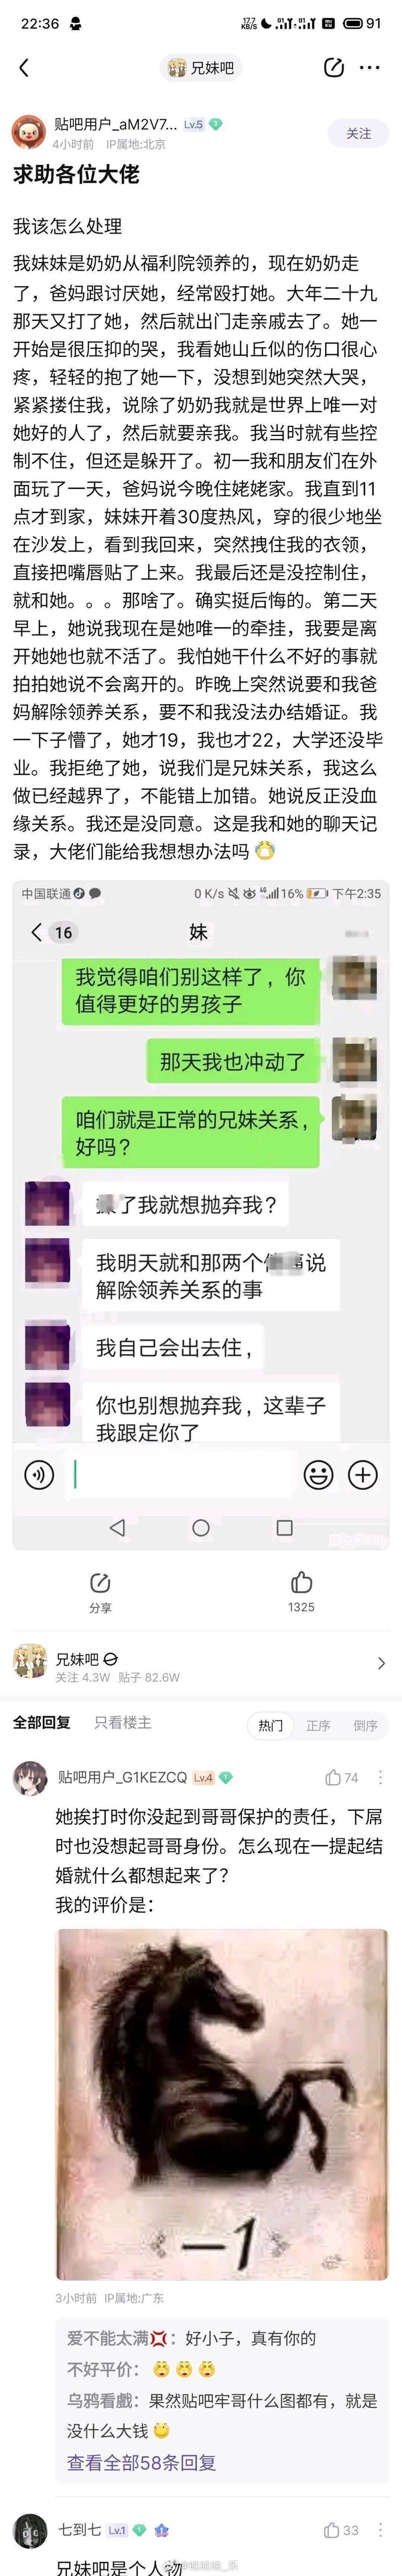 22:36
17.7 KB/S
91
兄妹吧
贴吧用户_aM2V7... Lv.5
4小时前 IP属地:北京
关注
求助各位大佬
我该怎么处理
我妹妹是奶奶从福利院领养的，现在奶奶走
了，爸妈跟讨厌她，经常殴打她。大年二十九
那天又打了她，然后就出门走亲戚去了。她一
开始是很压抑的哭，我看她山丘似的伤口很心
疼，轻轻的抱了她一下，没想到她突然大哭，
紧紧搂住我，说除了奶奶我就是世界上唯一对
她好的人了，然后就要亲我。我当时就有些控
制不住，但还是躲开了。初一我和朋友们在外
面玩了一天，爸妈说今晚住姥姥家。我直到11
点才到家，妹妹开着30度热风，穿的很少地坐
在沙发上，看到我回来，突然拽住我的衣领，
直接把嘴唇贴了上来。我最后还是没控制住，
就和她。。。那啥了。确实挺后悔的。第二天
早上，她说我现在是她唯一的牵挂，我要是离
开她她也就不活了。我怕她干什么不好的事就
拍拍她说不会离开的。昨晚上突然说要和我爸
妈解除领养关系，要不和我没法办结婚证。我
一下子懵了，她才19，我也才22，大学还没毕
业。我拒绝了她，说我们是兄妹关系，我这么
做已经越界了，不能错上加错。她说反正没血
缘关系。我还是没同意。这是我和她的聊天记
录，大佬们能给我想想办法吗
中国联通
0 K/s 16% 下午2:35
16
妹
我觉得咱们别这样了，你
值得更好的男孩子
那天我也冲动了
咱们就是正常的兄妹关系，
好吗？
了我就想抛弃我？
我明天就和那两个 说
解除领养关系的事
我自己会出去住，
你也别想抛弃我，这辈子
我跟定你了
分享
1325
兄妹吧
关注 4.3W 贴子 82.6W
全部回复 只看楼主
热门 正序 倒序
贴吧用户_G1KEZCQ Lv.4
74
她挨打时你没起到哥哥保护的责任，下屌
时也没想起哥哥身份。怎么现在一提起结
婚就什么都想起来了？
我的评价是：
—1
3小时前 IP属地:广东
爱不能太满：好小子，真有你的
不好平价：
乌鸦看戲：果然贴吧牢哥什么图都有，就是
没什么大钱
查看全部58条回复
七到七 Lv.1
33
兄妹吧是个人物